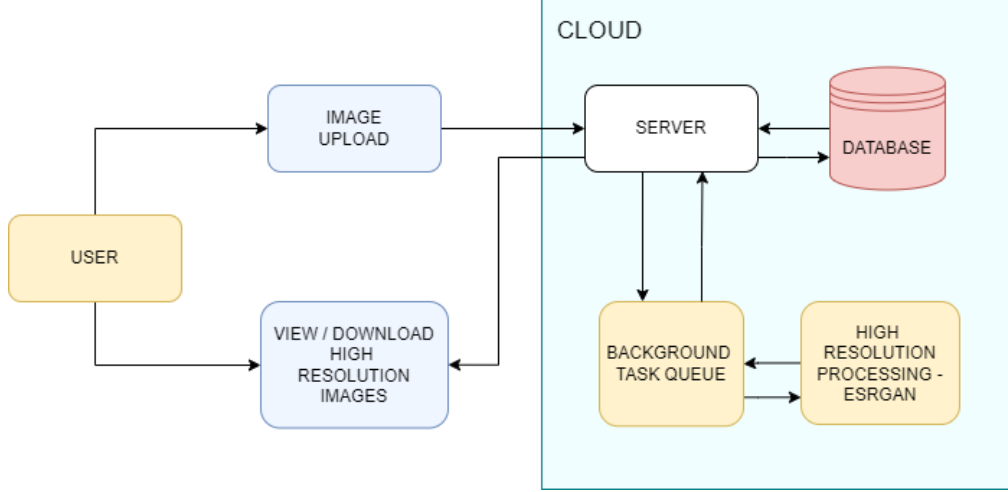 CLOUD
IMAGE
UPLOAD
SERVER
DATABASE
USER
VIEW / DOWNLOAD
HIGH
RESOLUTION
IMAGES
BACKGROUND
TASK QUEUE
HIGH
RESOLUTION
PROCESSING -
ESRGAN